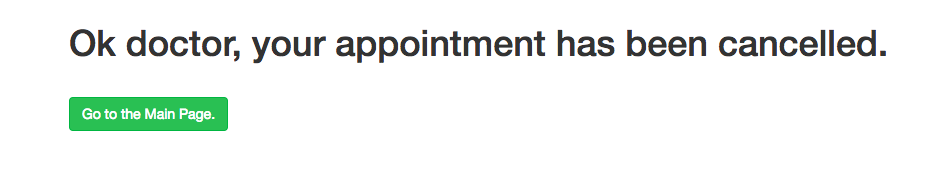 Ok doctor, your appointment has been cancelled.
Go to the Main Page.